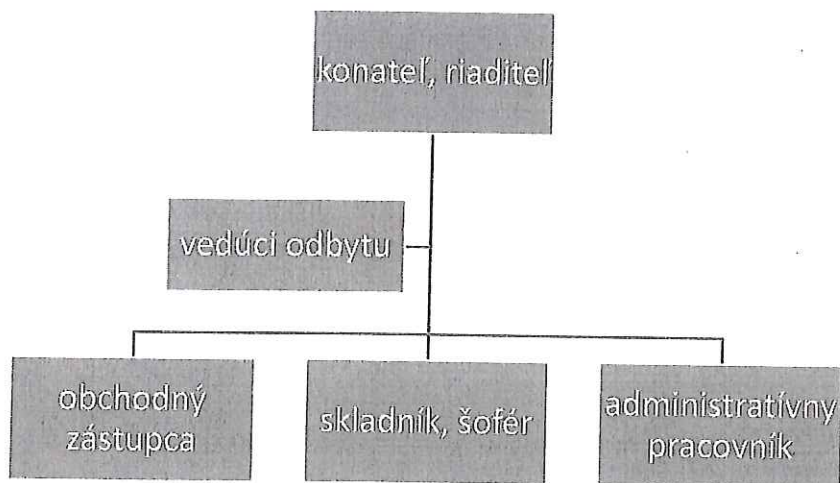 konateľ, riaditeľ
vedúci odbytu
obchodný
zástupca
skladník, šofér
administratívny
pracovník